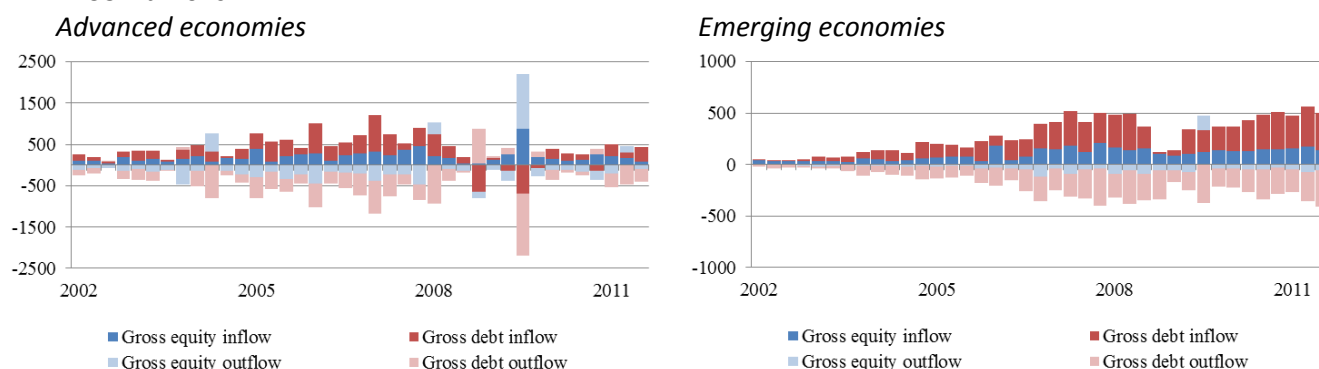 Advanced economies
2500
1500
500
-500
-1500
-2500
2002 2005 2008 2011
Gross equity inflow Gross debt inflow
Gross equity outflow Gross debt outflow
Emerging economies
1000
500
0
-500
-1000
2002 2005 2008 2011
Gross equity inflow Gross debt inflow
Gross equity outflow Gross debt outflow